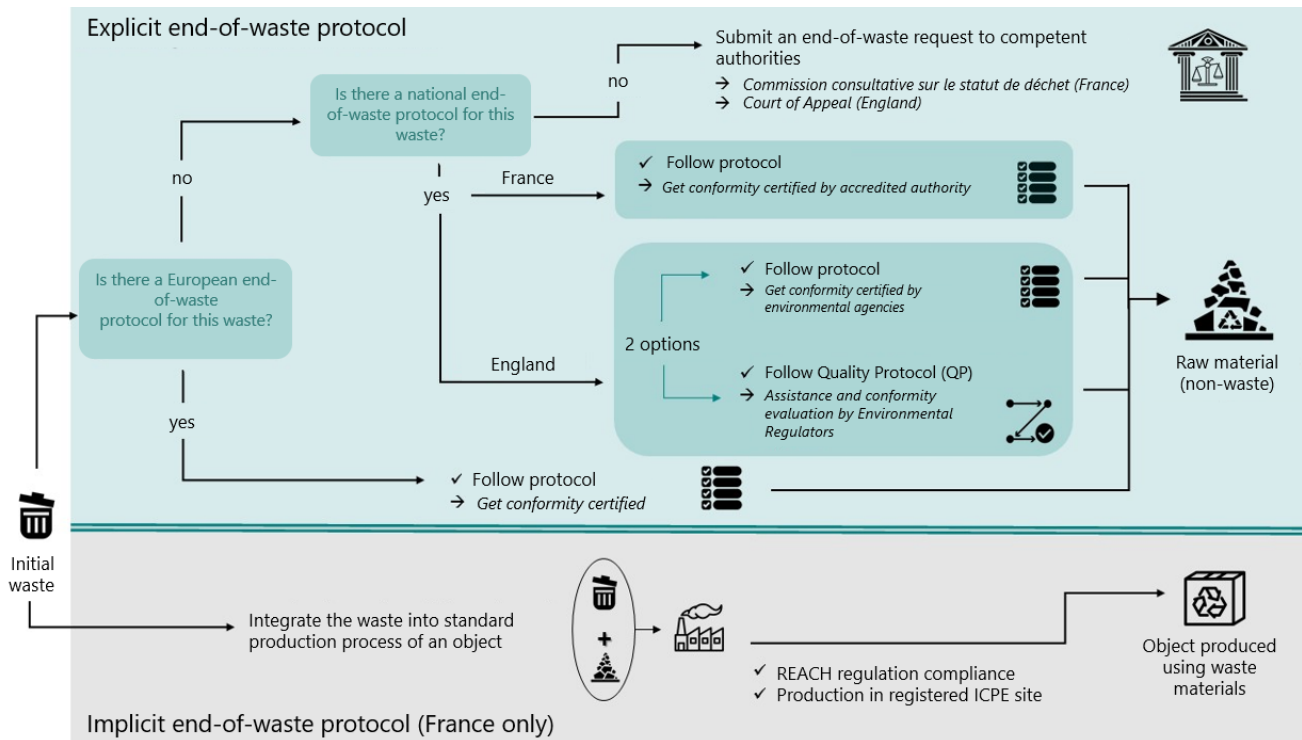 Explicit end-of-waste protocol
Submit an end-of-waste request to competent
authorities
→ Commission consultative sur le statut de déchet (France)
→ Court of Appeal (England)
no
Is there a national end-
of-waste protocol for this
waste?
no
yes
France
✓ Follow protocol
→ Get conformity certified by accredited authority
Is there a European end-
of-waste
protocol for this waste?
England
2 options
✓ Follow protocol
→ Get conformity certified by
environmental agencies
✓ Follow Quality Protocol (QP)
→ Assistance and conformity
evaluation by Environmental
Regulators
Raw material
(non-waste)
yes
✓ Follow protocol
→ Get conformity certified
Initial
waste
Integrate the waste into standard
production process of an object
+
✓ REACH regulation compliance
✓ Production in registered ICPE site
Object produced
using waste
materials
Implicit end-of-waste protocol (France only)